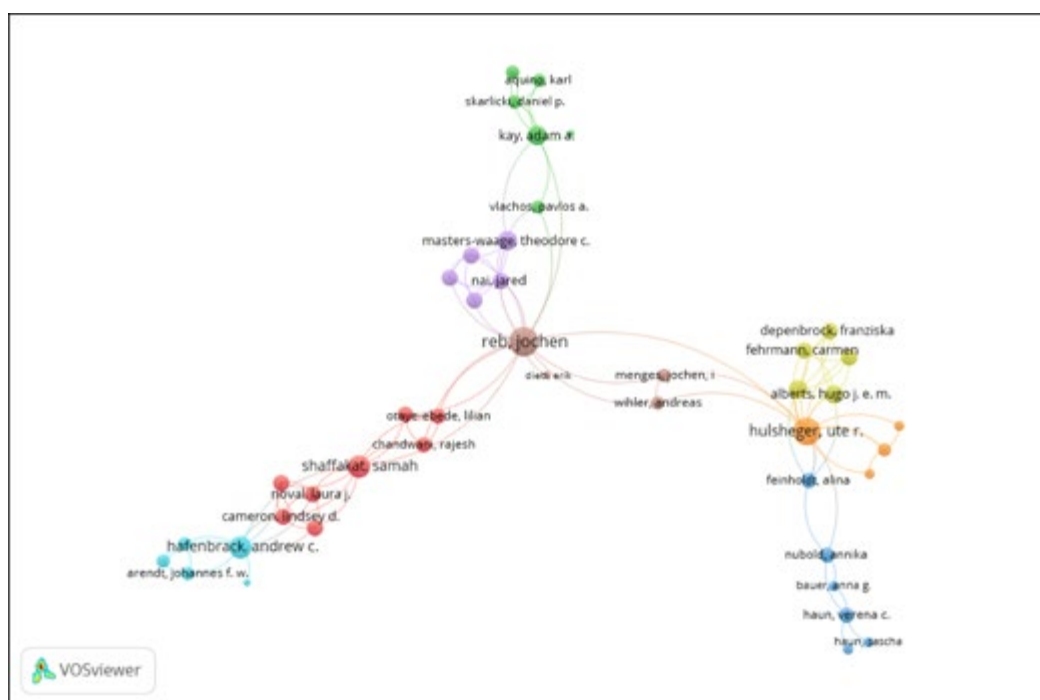 aquino, karl
skarlicki, daniel p.
kay, adam a.
vlachos, pavlos a.
masters-waage, theodore c.
nai, jared
reb, jochen
depenbrock, franziska
fehrmann, carmen
menges, jochen, i
alberts, hugo j. e. m.
wihler, andreas
otaye-ebede, lilian
hulsheger, ute r.
chandwani, rajesh
shaffakat, samah
feinholdt, alina
noval, laura j.
cameron, lindsey d.
hafenbrack, andrew c.
nubold, annika
arendt, johannes f. w.
bauer, anna g.
haun, verena c.
haun, sascha
VOSviewer